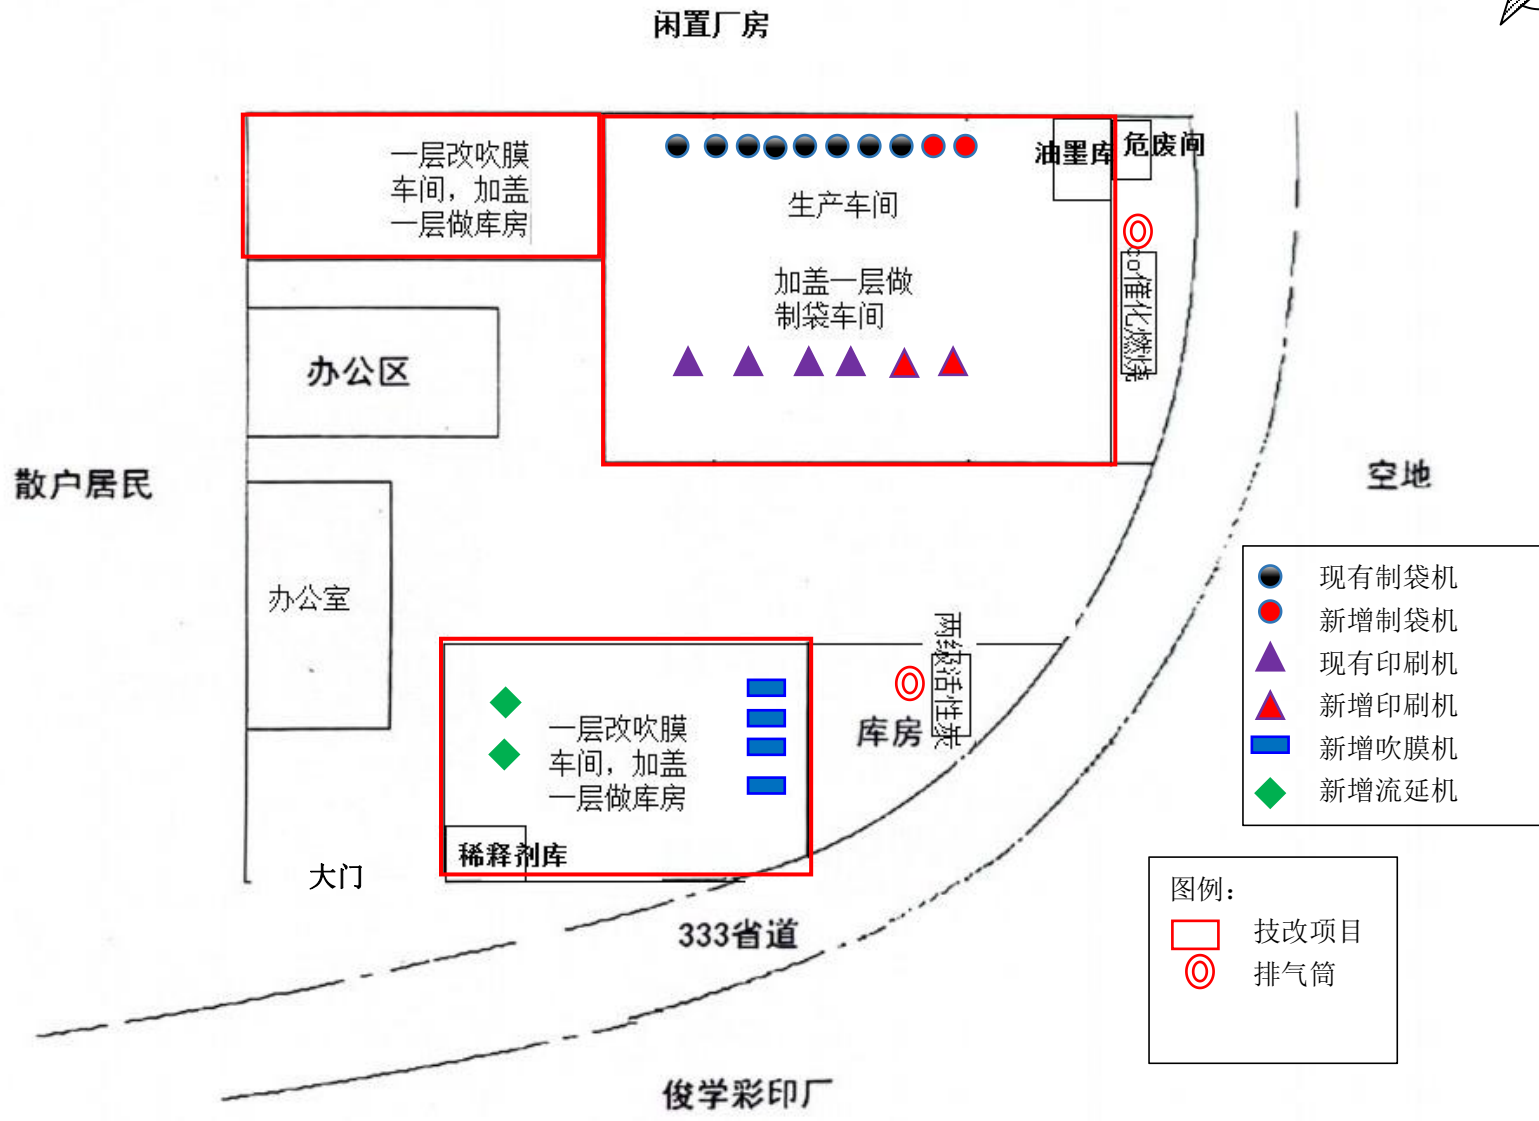 闲置厂房
一层改吹膜
车间，加盖
一层做库房
油墨库
危废间
生产车间
加盖一层做
制袋车间
co催化燃烧
办公区
散户居民
空地
办公室
现有制袋机
新增制袋机
现有印刷机
新增印刷机
新增吹膜机
新增流延机
两级活性炭
库房
一层改吹膜
车间，加盖
一层做库房
稀释剂库
大门
333省道
图例：
技改项目
排气筒
俊学彩印厂